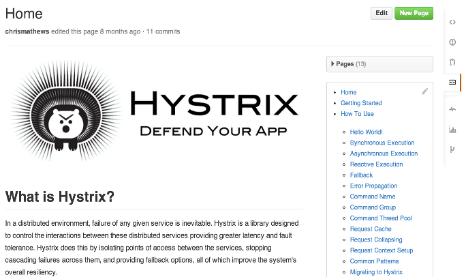 Home
Edit
New Page
chrismathews edited this page 8 months ago · 11 commits
HYSTRIX
DEFEND YOUR APP
Pages (13)
Home
Getting Started
How To Use
Hello World!
Synchronous Execution
Asynchronous Execution
Reactive Execution
Fallback
Error Propagation
Command Name
Command Group
Command Thread Pool
Request Cache
Request Collapsing
Request Context Setup
Common Patterns
Migrating to Hystrix
What is Hystrix?
In a distributed environment, failure of any given service is inevitable. Hystrix is a library designed
to control the interactions between these distributed services providing greater latency and fault
tolerance. Hystrix does this by isolating points of access between the services, stopping
cascading failures across them, and providing fallback options, all of which improve the system's
overall resiliency.